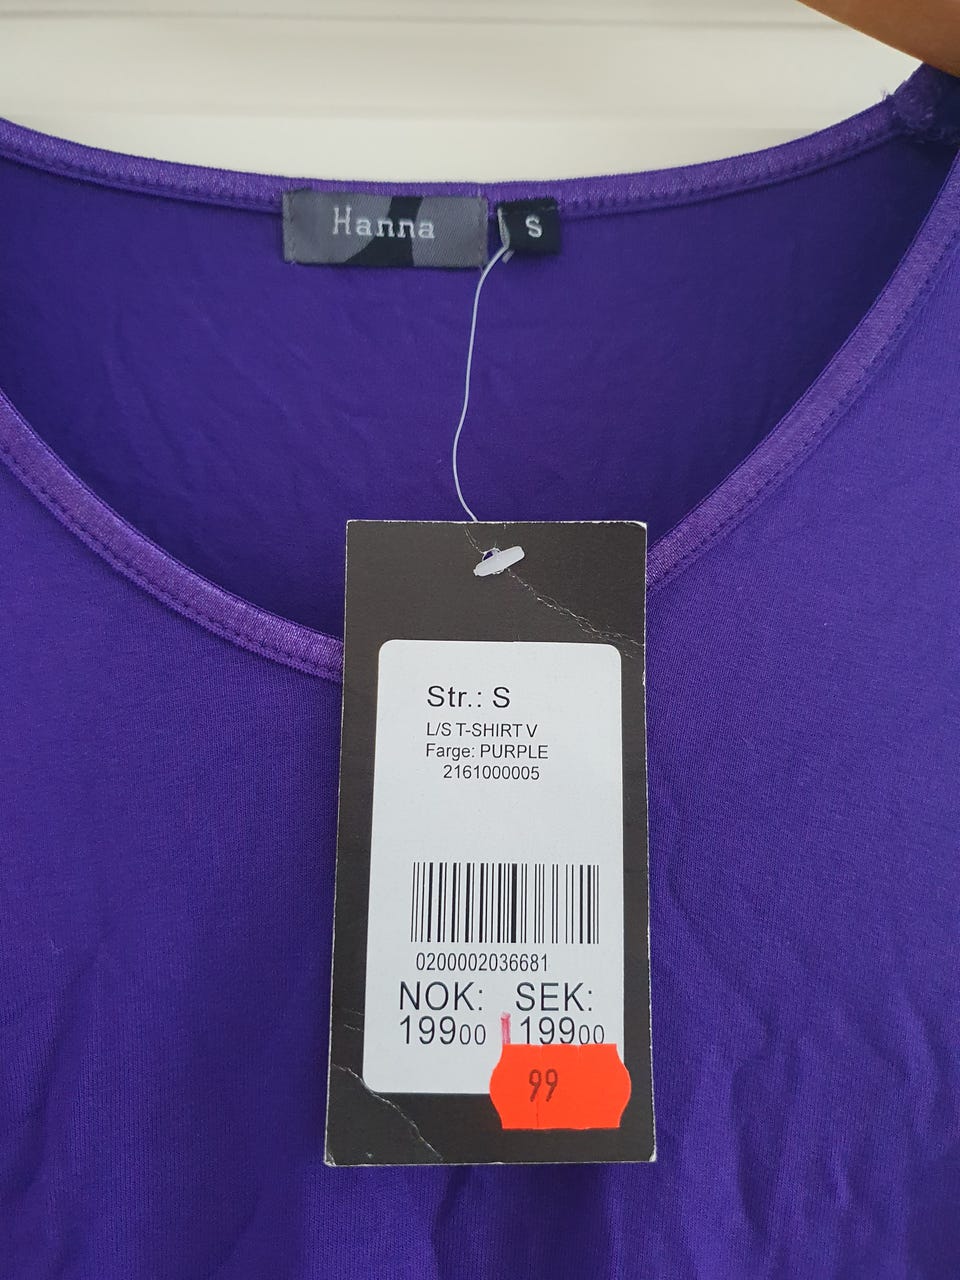 Hanna
S
Str.: S
L/S T-SHIRT V
Farge: PURPLE
2161000005
0200002036681
NOK: SEK:
19900 19900
99